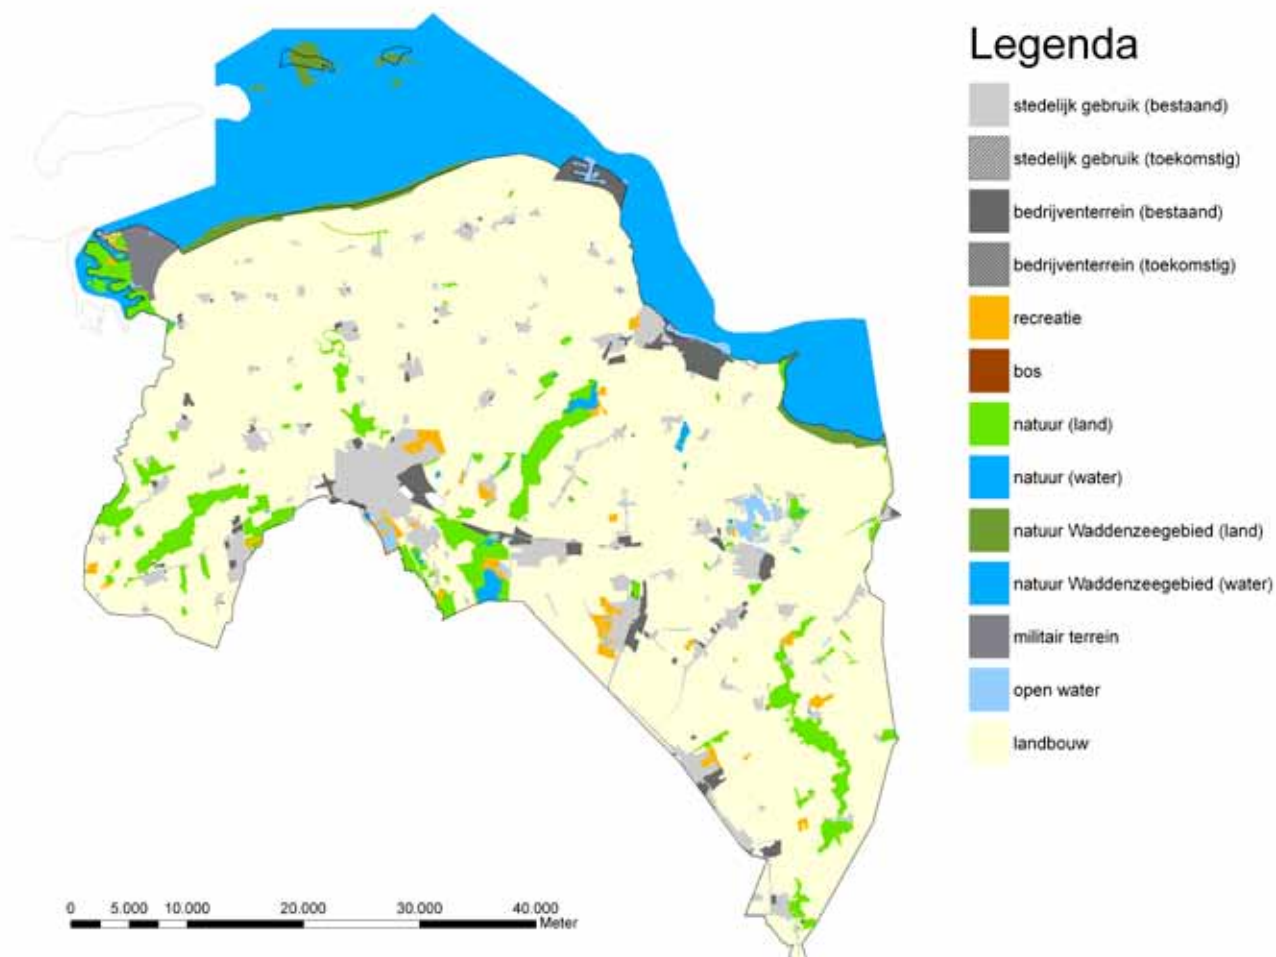 Legenda
stedelijk gebruik (bestaand)
stedelijk gebruik (toekomstig)
bedrijventerrein (bestaand)
bedrijventerrein (toekomstig)
recreatie
bos
natuur (land)
natuur (water)
natuur Waddenzeegebied (land)
natuur Waddenzeegebied (water)
militair terrein
open water
landbouw
0 5.000 10.000 20.000 30.000 40.000
Meter